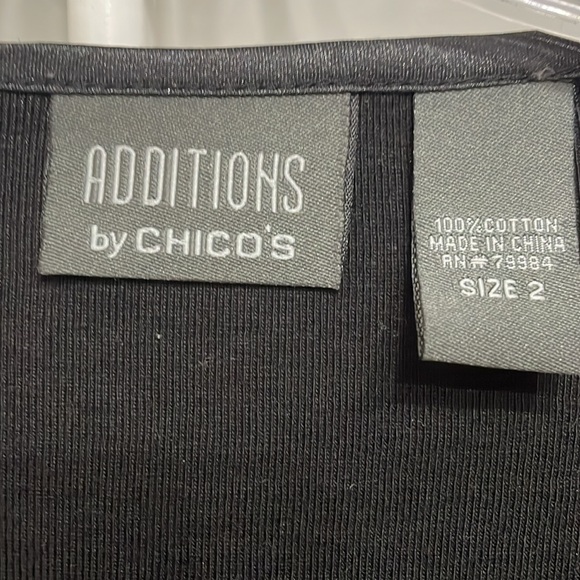 ADDITIONS
by CHICO'S
100% COTTON
MADE IN CHINA
RN# 79984
SIZE 2